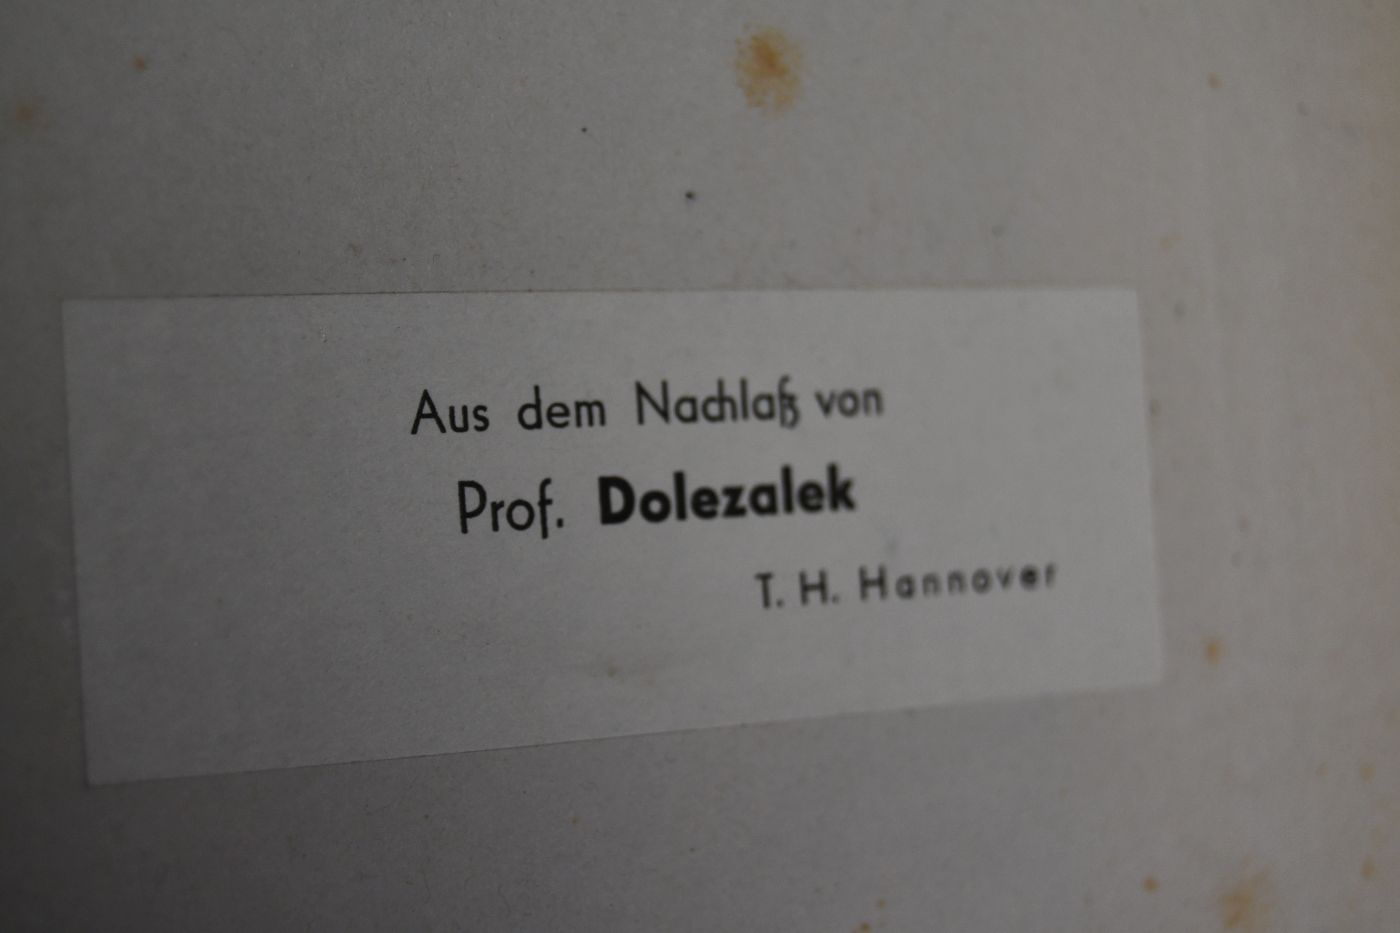 Aus dem Nachlaß von
Prof. Dolezalek
T. H. Hannover